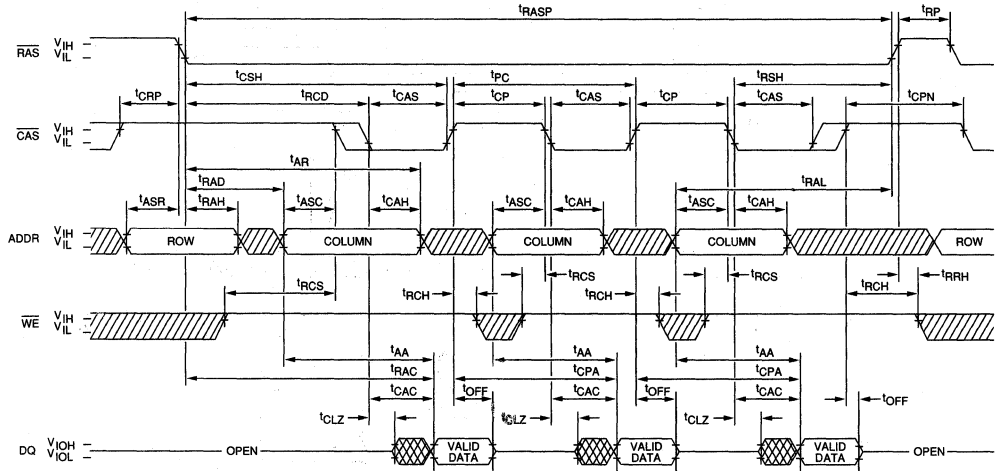 tRASP tRP
RAS VIH
VIL
tCSH tPC tRSH
tCRP tRCD tCAS tCP tCAS tCP tCAS tCPN
CAS VIH
VIL
tAR
tRAD tRAL
tASR tRAH tASC tCAH tASC tCAH tASC tCAH
ADDR VIH
VIL
ROW COLUMN COLUMN COLUMN ROW
tRCS tRCH tRCS tRCH tRCS tRCH tRRH
WE VIH
VIL
tAA tAA tAA
tRAC tCPA tCPA
tCAC tOFF tCAC tOFF tCAC tOFF
tCLZ tCLZ tCLZ
DQ VIOH
VIOL
OPEN VALID DATA VALID DATA VALID DATA OPEN